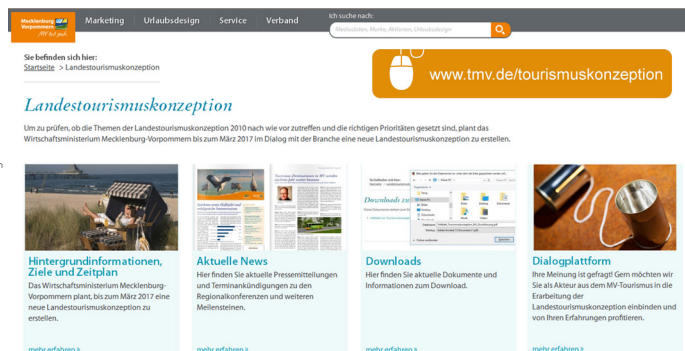 Mecklenburg
Vorpommern
MV tut gut.
Marketing Urlaubsdesign Service Verband
Ich suche nach:
Mediadaten, Marke, Aktionen, Urlaubsdesign
Sie befinden sich hier:
Startseite > Landestourismuskonzeption
www.tmv.de/tourismuskonzeption
Landestourismuskonzeption
Um zu prüfen, ob die Themen der Landestourismuskonzeption 2010 nach wie vor zutreffen und die richtigen Prioritäten gesetzt sind, plant das
Wirtschaftsministerium Mecklenburg-Vorpommern bis zum März 2017 im Dialog mit der Branche eine neue Landestourismuskonzeption zu erstellen.
n
Hintergrundinformationen,
Ziele und Zeitplan
Das Wirtschaftsministerium Mecklenburg-
Vorpommern plant, bis zum März 2017 eine
neue Landestourismuskonzeption zu
erstellen.
mehr erfahren »
Aktuelle News
Hier finden Sie aktuelle Pressemitteilungen
und Terminankündigungen zu den
Regionalkonferenzen und weiteren
Meilensteinen.
mehr erfahren »
Downloads zu
Downloads
Hier finden Sie aktuelle Dokumente und
Informationen zum Download.
mehr erfahren »
Dialogplattform
Ihre Meinung ist gefragt! Gern möchten wir
Sie als Akteur aus dem MV-Tourismus in die
Erarbeitung der
Landestourismuskonzeption einbinden und
von Ihren Erfahrungen profitieren.
mehr erfahren »